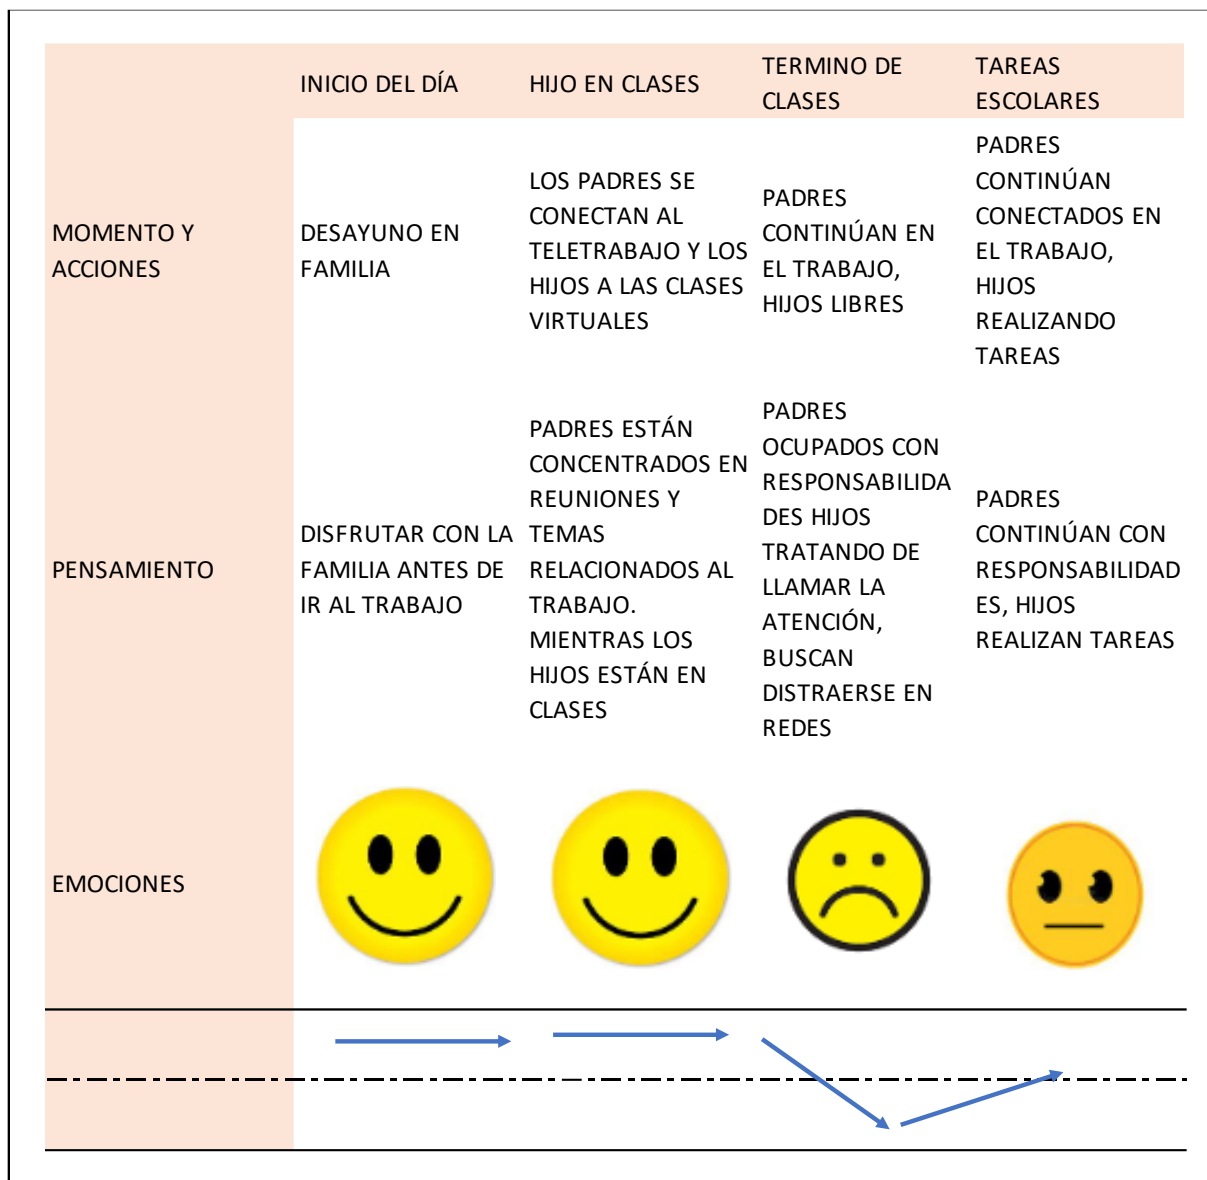 INICIO DEL DÍA
HIJO EN CLASES
TERMINO DE
CLASES
TAREAS
ESCOLARES
MOMENTO Y
ACCIONES
DESAYUNO EN
FAMILIA
LOS PADRES SE
CONECTAN AL
TELETRABAJO Y LOS
HIJOS A LAS CLASES
VIRTUALES
PADRES
CONTINÚAN EN
EL TRABAJO,
HIJOS LIBRES
PADRES
CONTINÚAN
CONECTADOS EN
EL TRABAJO,
HIJOS
REALIZANDO
TAREAS
PENSAMIENTO
DISFRUTAR CON LA
FAMILIA ANTES DE
IR AL TRABAJO
PADRES ESTÁN
CONCENTRADOS EN
REUNIONES Y
TEMAS
RELACIONADOS AL
TRABAJO.
MIENTRAS LOS
HIJOS ESTÁN EN
CLASES
PADRES
OCUPADOS CON
RESPONSABILIDA
DES HIJOS
TRATANDO DE
LLAMAR LA
ATENCIÓN,
BUSCAN
DISTRAERSE EN
REDES
PADRES
CONTINÚAN CON
RESPONSABILIDAD
ES, HIJOS
REALIZAN TAREAS
EMOCIONES